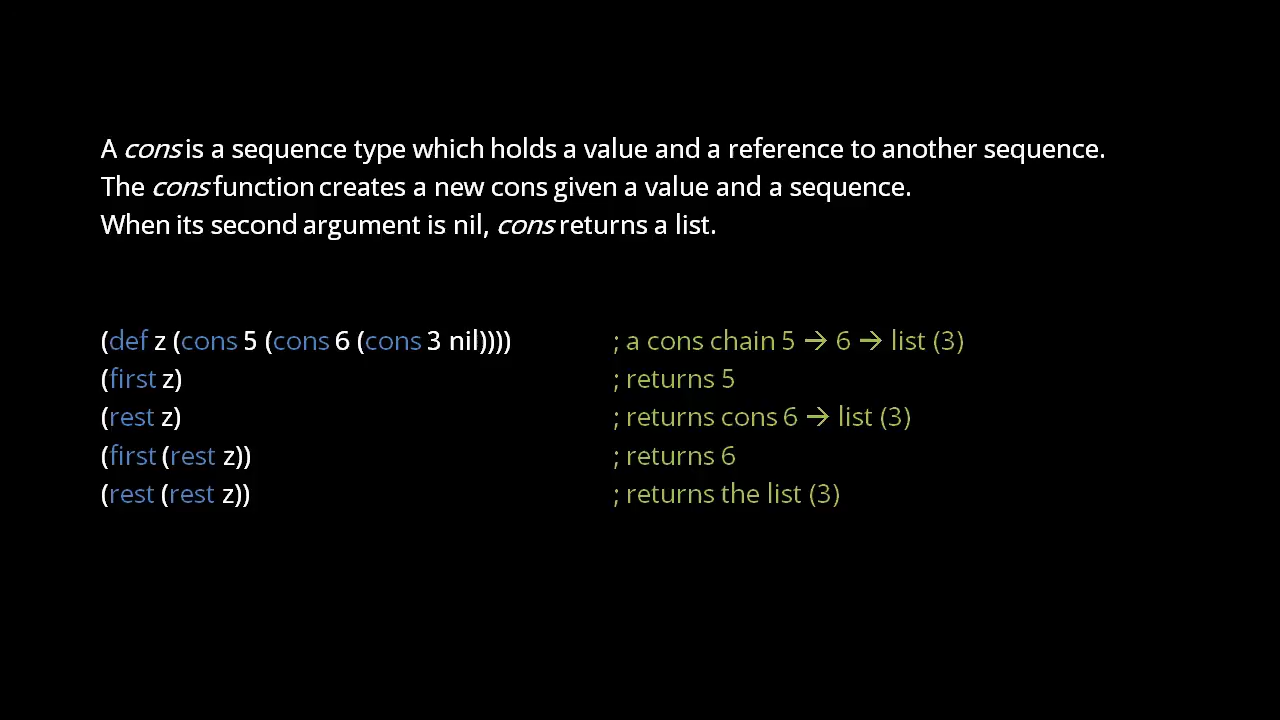 A cons is a sequence type which holds a value and a reference to another sequence.
The cons function creates a new cons given a value and a sequence.
When its second argument is nil, cons returns a list.
(def z (cons 5 (cons 6 (cons 3 nil)))) ; a cons chain 5 → 6 → list (3)
(first z) ; returns 5
(rest z) ; returns cons 6 → list (3)
(first (rest z)) ; returns 6
(rest (rest z)) ; returns the list (3)